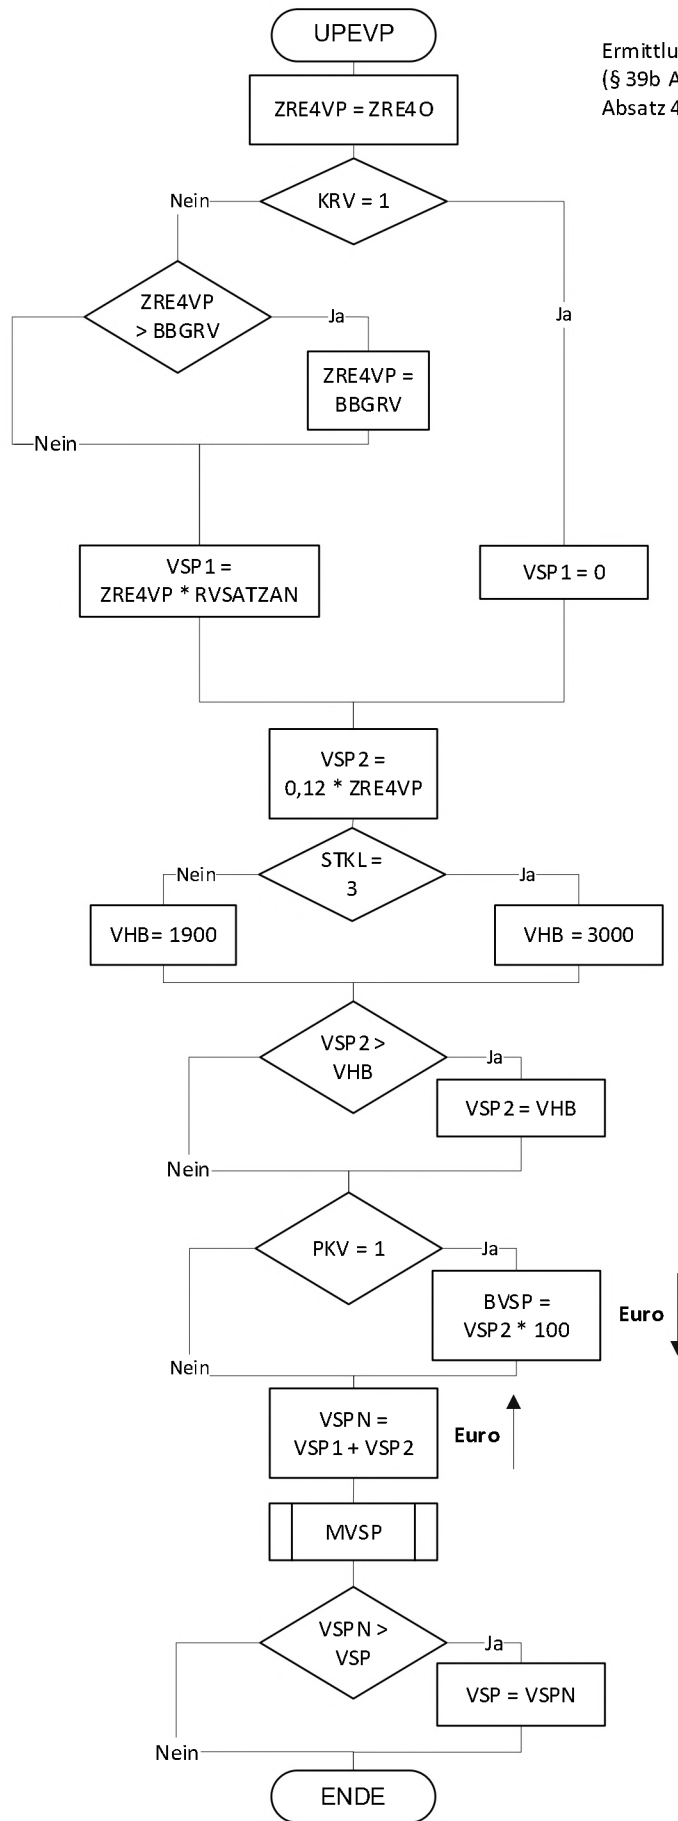 UPEVP
Ermittlu
(§ 39b A
Absatz 4
ZRE4VP = ZRE4O
KRV = 1
Nein
Ja
ZRE4VP
> BBGRV
Ja
ZRE4VP =
BBGRV
Nein
VSP1 =
ZRE4VP * RVSATZAN
VSP1 = 0
VSP2 =
0,12 * ZRE4VP
STKL =
3
Nein
Ja
VHB= 1900
VHB = 3000
VSP2 >
VHB
Ja
VSP2 = VHB
Nein
PKV = 1
Ja
BVSP =
VSP2 * 100
Euro
Nein
VSPN =
VSP1 + VSP2
Euro
MVSP
VSPN >
VSP
Ja
VSP = VSPN
Nein
ENDE